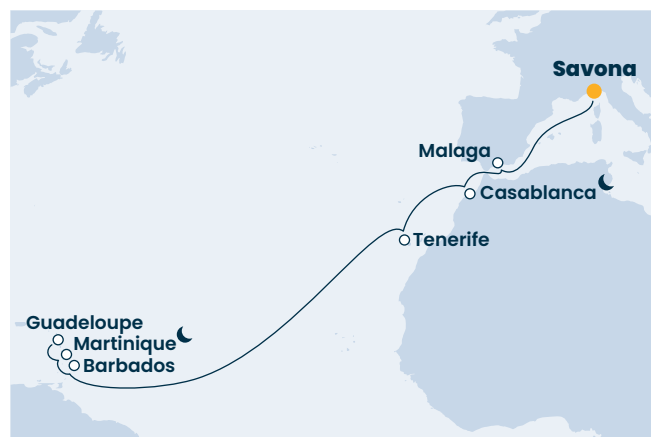 Savona
Malaga
Casablanca
Tenerife
Guadeloupe
Martinique
Barbados